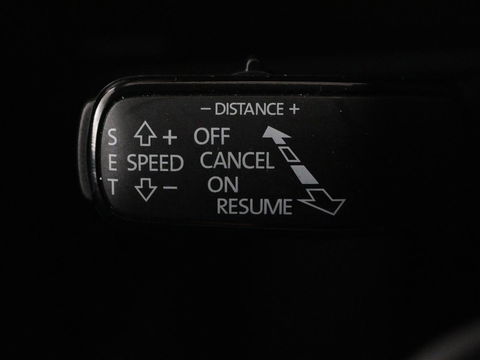 - DISTANCE +
S + OFF
E SPEED CANCEL
T - ON
RESUME